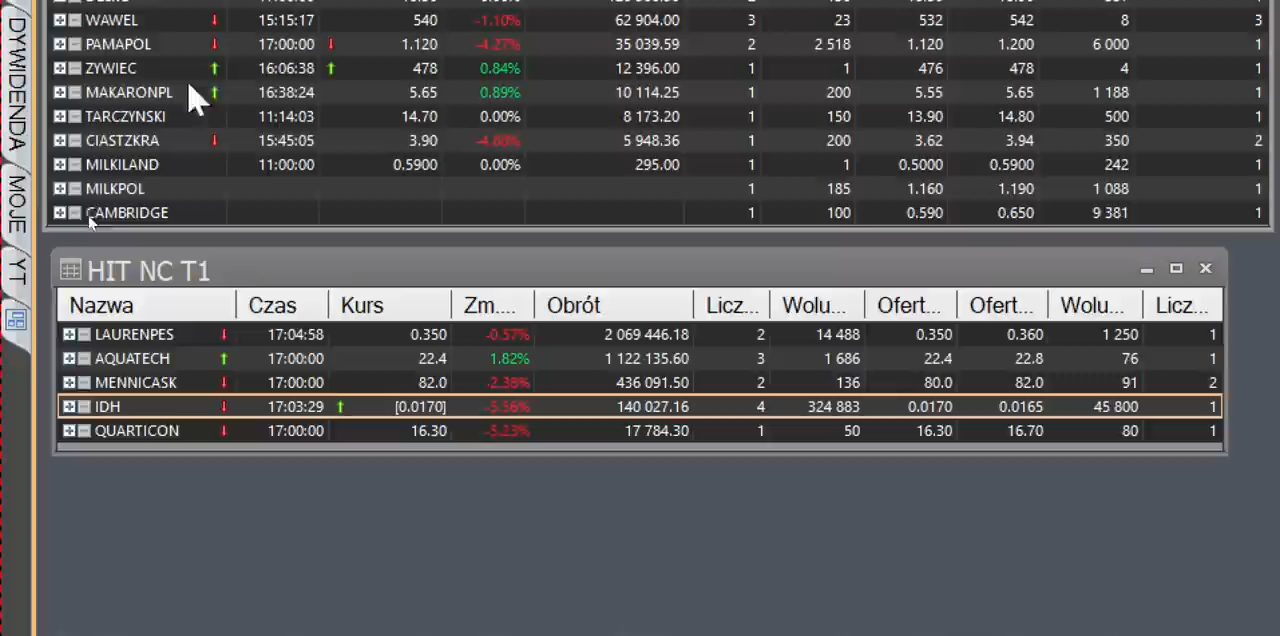 DYWIDENDA
MOJE
YT
WAWEL 15:15:17 540 -1.10% 62 904.00 3 23 532 542 8 3
PAMAPOL 17:00:00 1.120 -4.27% 35 039.59 2 2 518 1.120 1.200 6 000 1
ZYWIEC 16:06:38 478 0.84% 12 396.00 1 1 476 478 4 1
MAKARONPL 16:38:24 5.65 0.89% 10 114.25 1 200 5.55 5.65 1 188 1
TARCZYNSKI 11:14:03 14.70 0.00% 8 173.20 1 150 13.90 14.80 500 1
CIASTZKRA 15:45:05 3.90 -4.88% 5 948.36 1 200 3.62 3.94 350 2
MILKILAND 11:00:00 0.5900 0.00% 295.00 1 1 0.5000 0.5900 242 1
MILKPOL 1 185 1.160 1.190 1 088 1
CAMBRIDGE 1 100 0.590 0.650 9 381 1
HIT NC T1
Nazwa Czas Kurs Zm.... Obrót Licz... Wolu... Ofert... Ofert... Wolu... Licz...
LAURENPES 17:04:58 0.350 -0.57% 2 069 446.18 2 14 488 0.350 0.360 1 250 1
AQUATECH 17:00:00 22.4 1.82% 1 122 135.60 3 1 686 22.4 22.8 76 1
MENNICASK 17:00:00 82.0 -2.38% 436 091.50 2 136 80.0 82.0 91 2
IDH 17:03:29 [0.0170] -5.56% 140 027.16 4 324 883 0.0170 0.0165 45 800 1
QUARTICON 17:00:00 16.30 -5.23% 17 784.30 1 50 16.30 16.70 80 1